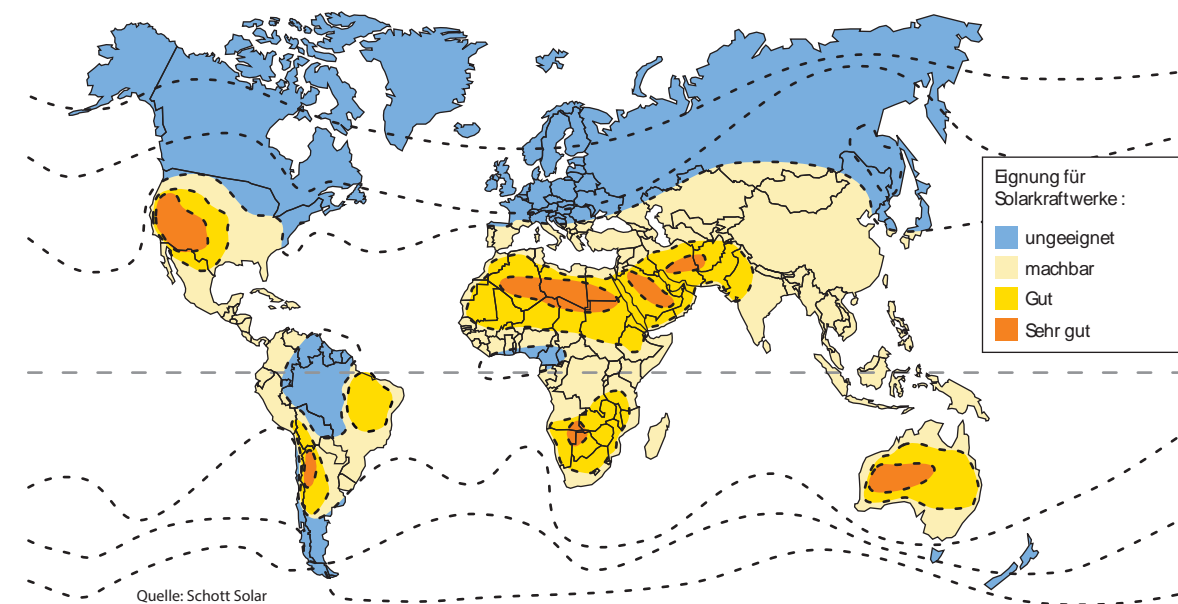 Eignung für
Solarkraftwerke :
ungeeignet
machbar
Gut
Sehr gut
Quelle: Schott Solar